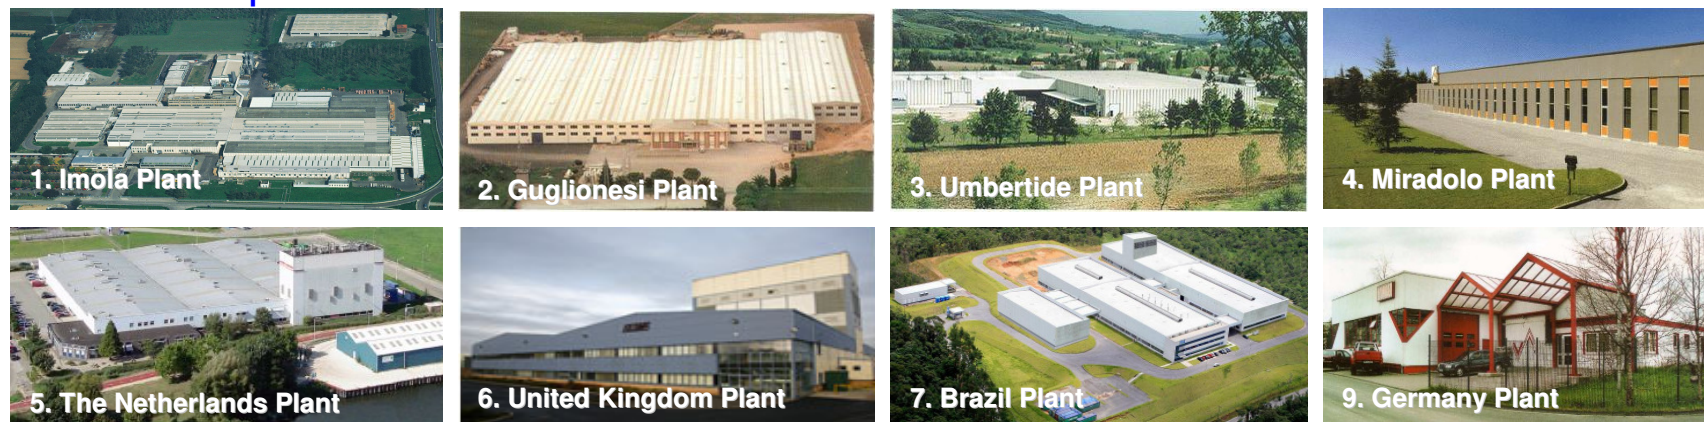 1. Imola Plant
2. Guglionesi Plant
3. Umbertide Plant
4. Miradolo Plant
5. The Netherlands Plant
6. United Kingdom Plant
7. Brazil Plant
9. Germany Plant